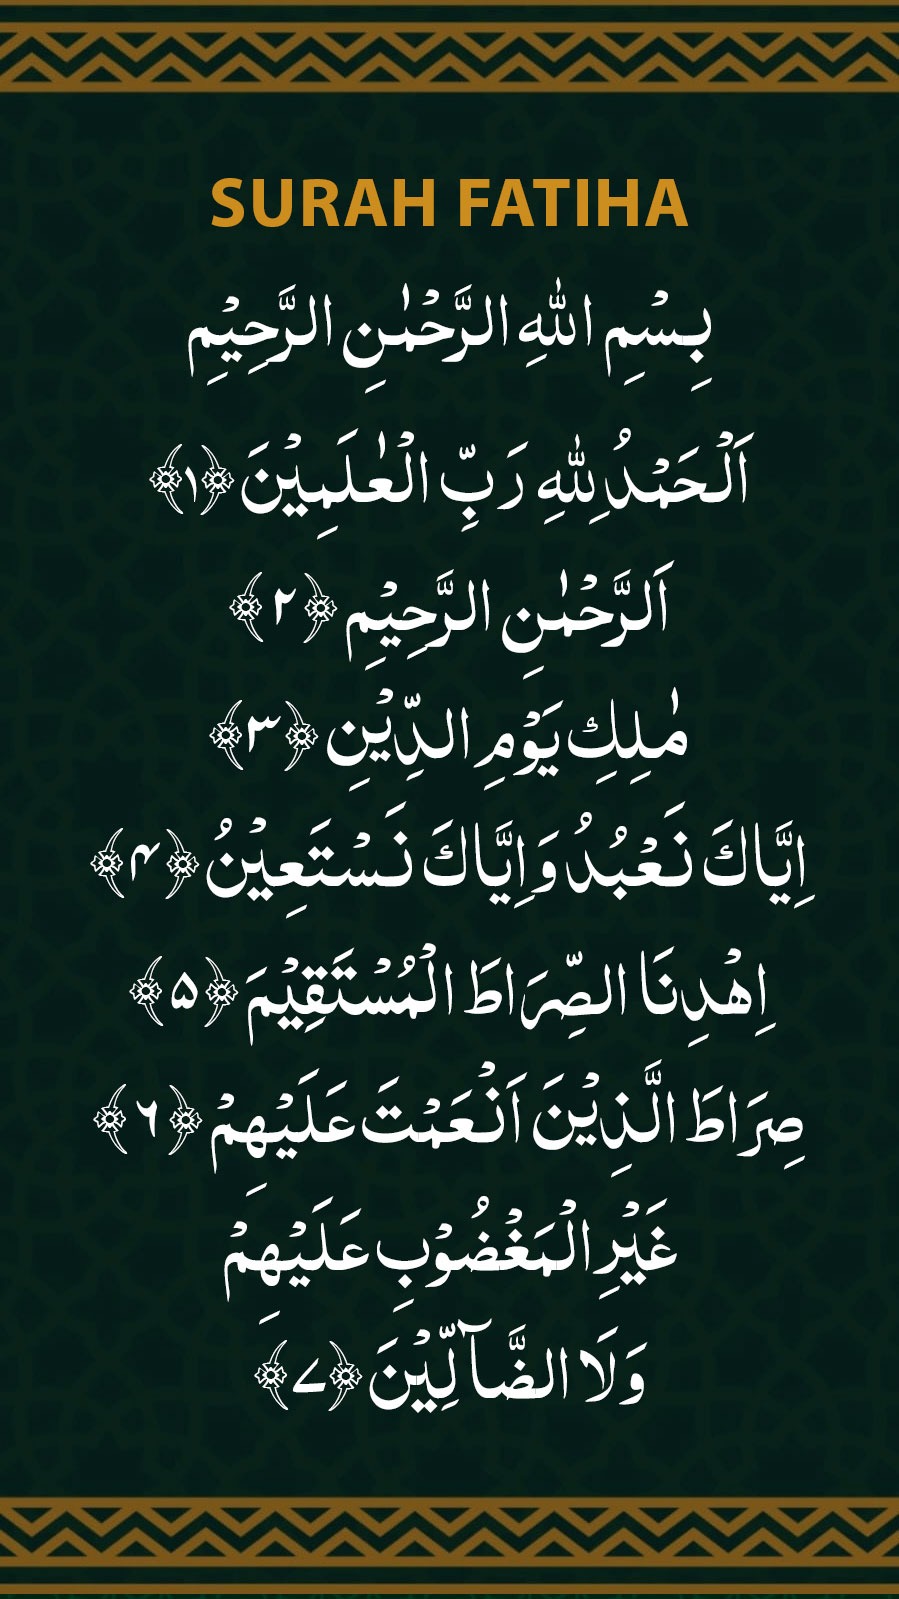 SURAH FATIHA
بِسْمِ اللّٰهِ الرَّحْمٰنِ الرَّحِيْمِ
اَلْحَمْدُ لِلّٰهِ رَبِّ الْعٰلَمِيْنَ ﴿۱﴾
اَلرَّحْمٰنِ الرَّحِيْمِ ﴿۲﴾
مٰلِكِ يَوْمِ الدِّيْنِ ﴿۳﴾
اِيَّاكَ نَعْبُدُ وَاِيَّاكَ نَسْتَعِيْنُ ﴿۴﴾
اِهْدِنَا الصِّرَاطَ الْمُسْتَقِيْمَ ﴿۵﴾
صِرَاطَ الَّذِيْنَ اَنْعَمْتَ عَلَيْهِمْ ﴿۶﴾
غَيْرِ الْمَغْضُوْبِ عَلَيْهِمْ
وَلَا الضَّآلِّيْنَ ﴿۷﴾